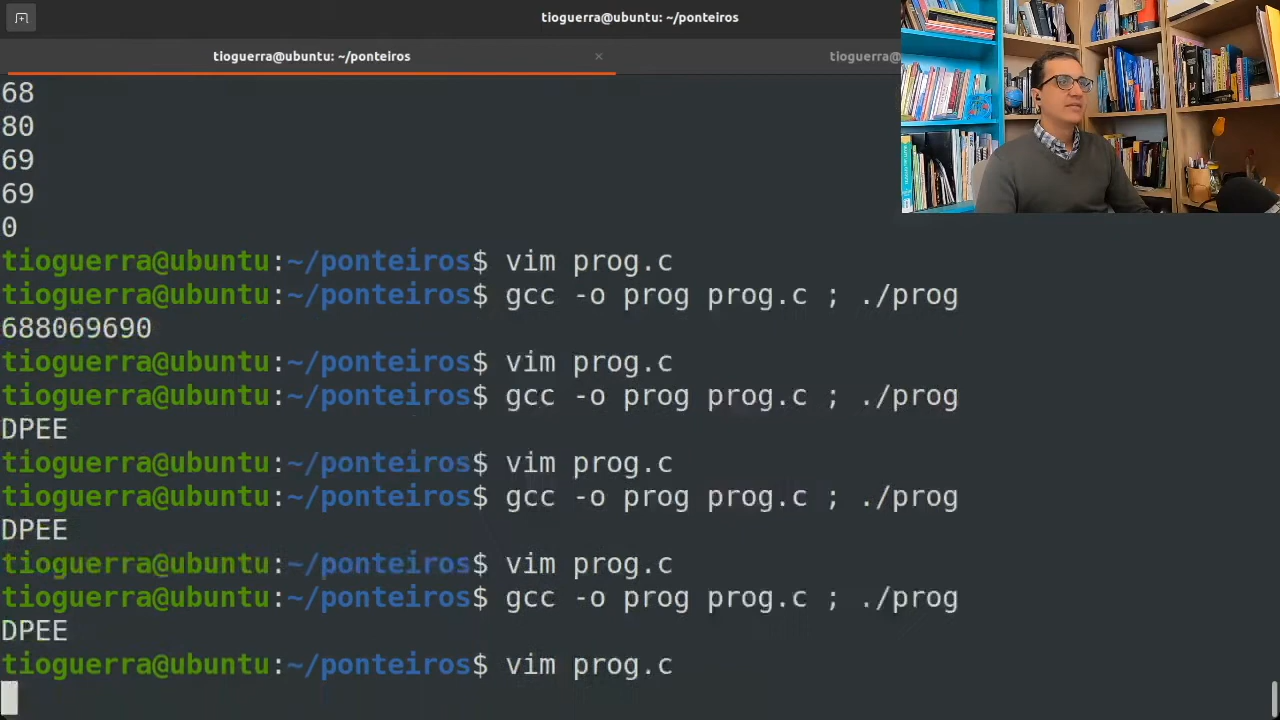 tioguerra@ubuntu: ~/ponteiros
tioguerra@ubuntu: ~/ponteiros × tioguerra@
68
80
69
69
0
tioguerra@ubuntu:~/ponteiros$ vim prog.c
tioguerra@ubuntu:~/ponteiros$ gcc -o prog prog.c ; ./prog
688069690
tioguerra@ubuntu:~/ponteiros$ vim prog.c
tioguerra@ubuntu:~/ponteiros$ gcc -o prog prog.c ; ./prog
DPEE
tioguerra@ubuntu:~/ponteiros$ vim prog.c
tioguerra@ubuntu:~/ponteiros$ gcc -o prog prog.c ; ./prog
DPEE
tioguerra@ubuntu:~/ponteiros$ vim prog.c
tioguerra@ubuntu:~/ponteiros$ gcc -o prog prog.c ; ./prog
DPEE
tioguerra@ubuntu:~/ponteiros$ vim prog.c